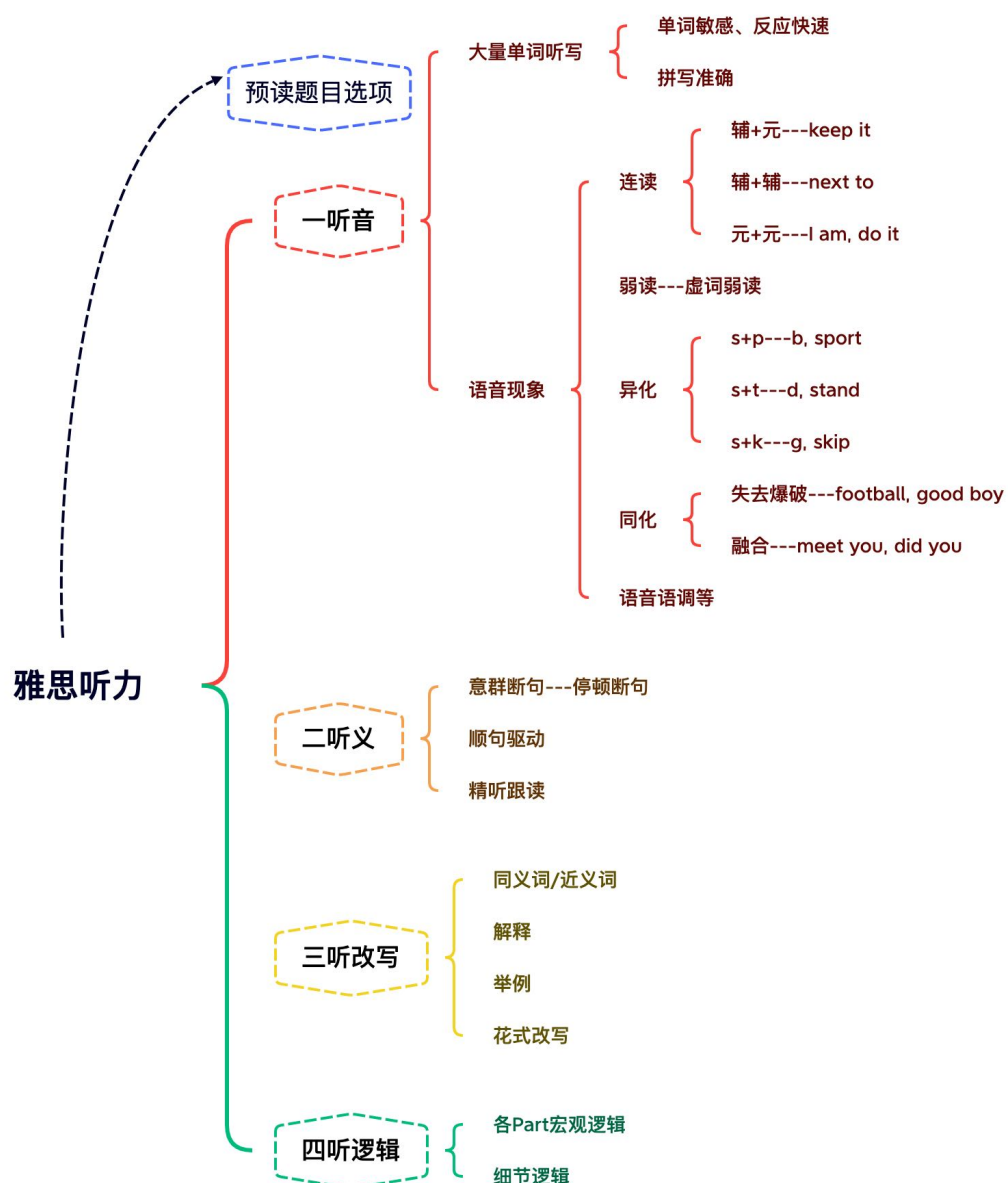 雅思听力
预读题目选项
一听音
大量单词听写
单词敏感、反应快速
拼写准确
语音现象
连读
辅+元---keep it
辅+辅---next to
元+元---I am, do it
弱读---虚词弱读
异化
s+p---b, sport
s+t---d, stand
s+k---g, skip
同化
失去爆破---football, good boy
融合---meet you, did you
语音语调等
二听义
意群断句---停顿断句
顺句驱动
精听跟读
三听改写
同义词/近义词
解释
举例
花式改写
四听逻辑
各Part宏观逻辑
细节逻辑